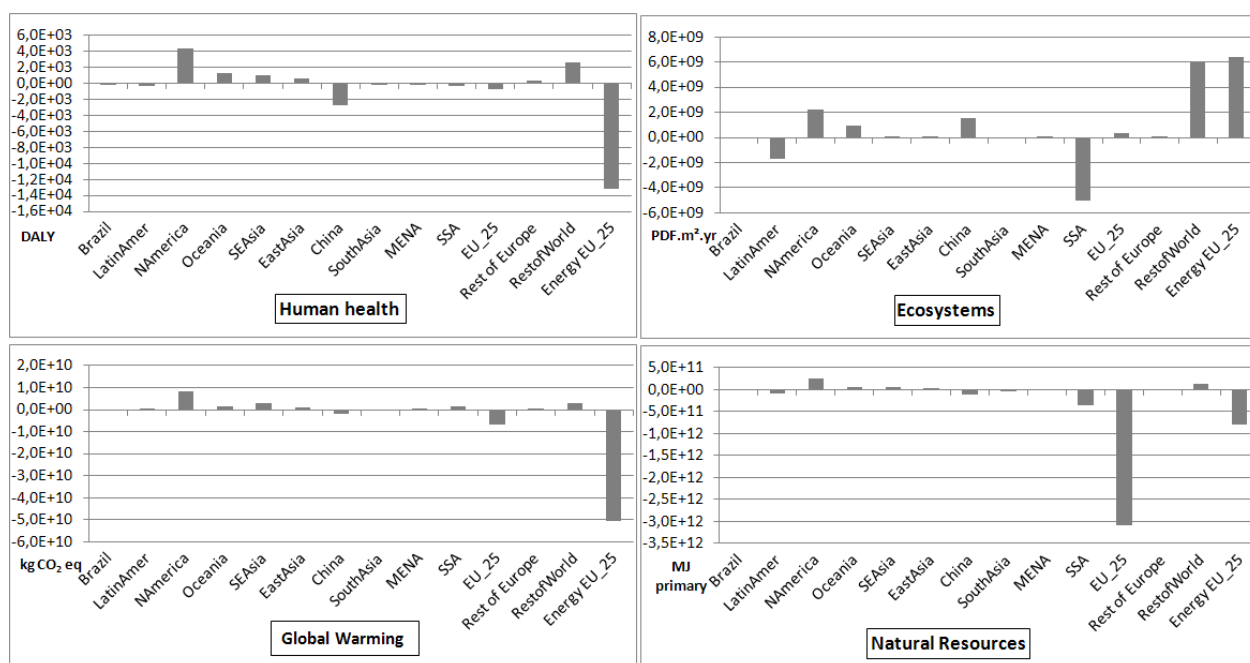 6,0E+03
4,0E+03
2,0E+03
0,0E+00
-2,0E+03
-4,0E+03
-6,0E+03
-8,0E+03
-1,0E+04
-1,2E+04
-1,4E+04
-1,6E+04
DALY
Brazil
LatinAmer
NAmerica
Oceania
SEAsia
EastAsia
China
SouthAsia
MENA
SSA
EU_25
Rest of Europe
RestofWorld
Energy EU_25
Human health
8,0E+09
6,0E+09
4,0E+09
2,0E+09
0,0E+00
-2,0E+09
-4,0E+09
-6,0E+09
PDF.m².yr
Brazil
LatinAmer
NAmerica
Oceania
SEAsia
EastAsia
China
SouthAsia
MENA
SSA
EU_25
Rest of Europe
RestofWorld
Energy EU_25
Ecosystems
2,0E+10
1,0E+10
0,0E+00
-1,0E+10
-2,0E+10
-3,0E+10
-4,0E+10
-5,0E+10
-6,0E+10
kg CO₂ eq
Brazil
LatinAmer
NAmerica
Oceania
SEAsia
EastAsia
China
SouthAsia
MENA
SSA
EU_25
Rest of Europe
RestofWorld
Energy EU_25
Global Warming
5,0E+11
0,0E+00
-5,0E+11
-1,0E+12
-1,5E+12
-2,0E+12
-2,5E+12
-3,0E+12
-3,5E+12
MJ
primary
Brazil
LatinAmer
NAmerica
Oceania
SEAsia
EastAsia
China
SouthAsia
MENA
SSA
EU_25
Rest of Europe
RestofWorld
Energy EU_25
Natural Resources